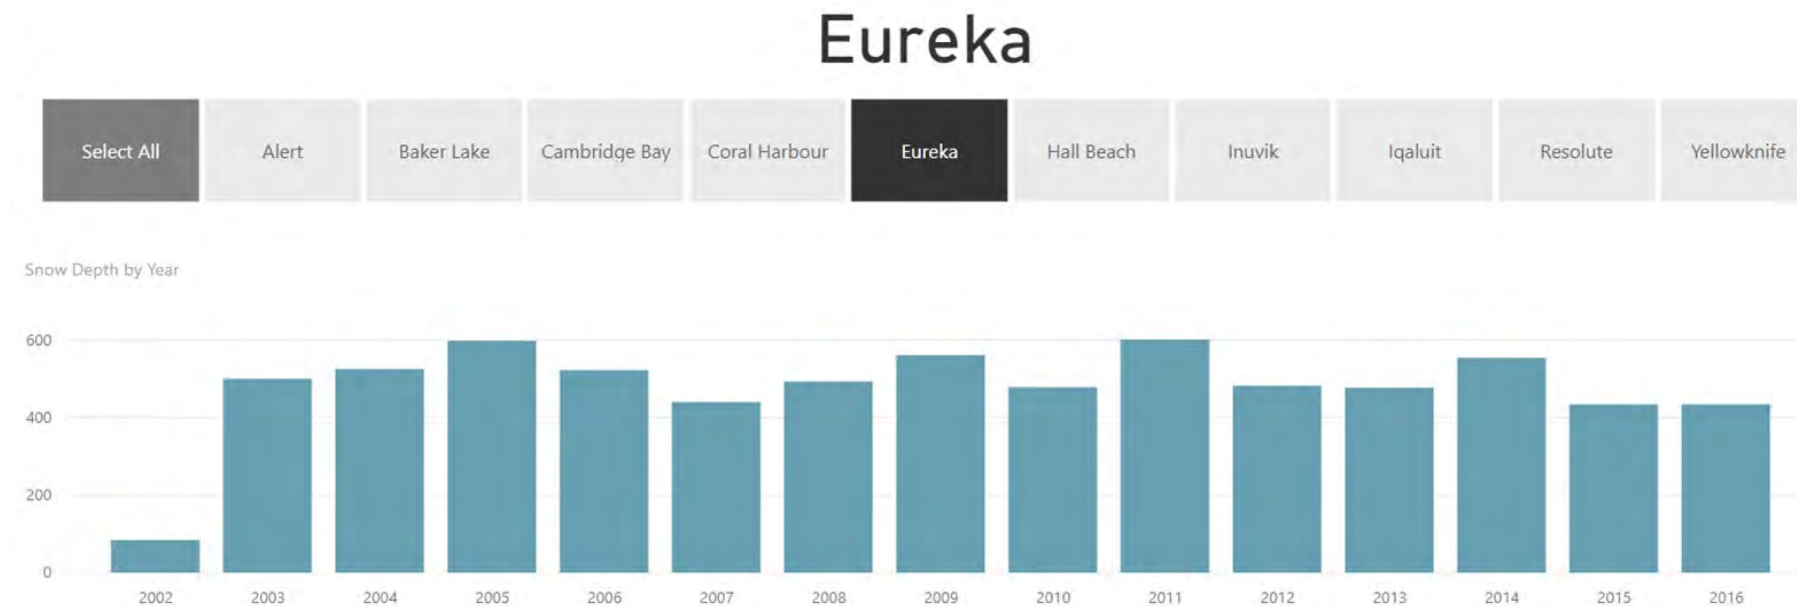 Eureka
Select All Alert Baker Lake Cambridge Bay Coral Harbour Eureka Hall Beach Inuvik Iqaluit Resolute Yellowknife
Snow Depth by Year
600
400
200
0
2002 2003 2004 2005 2006 2007 2008 2009 2010 2011 2012 2013 2014 2015 2016